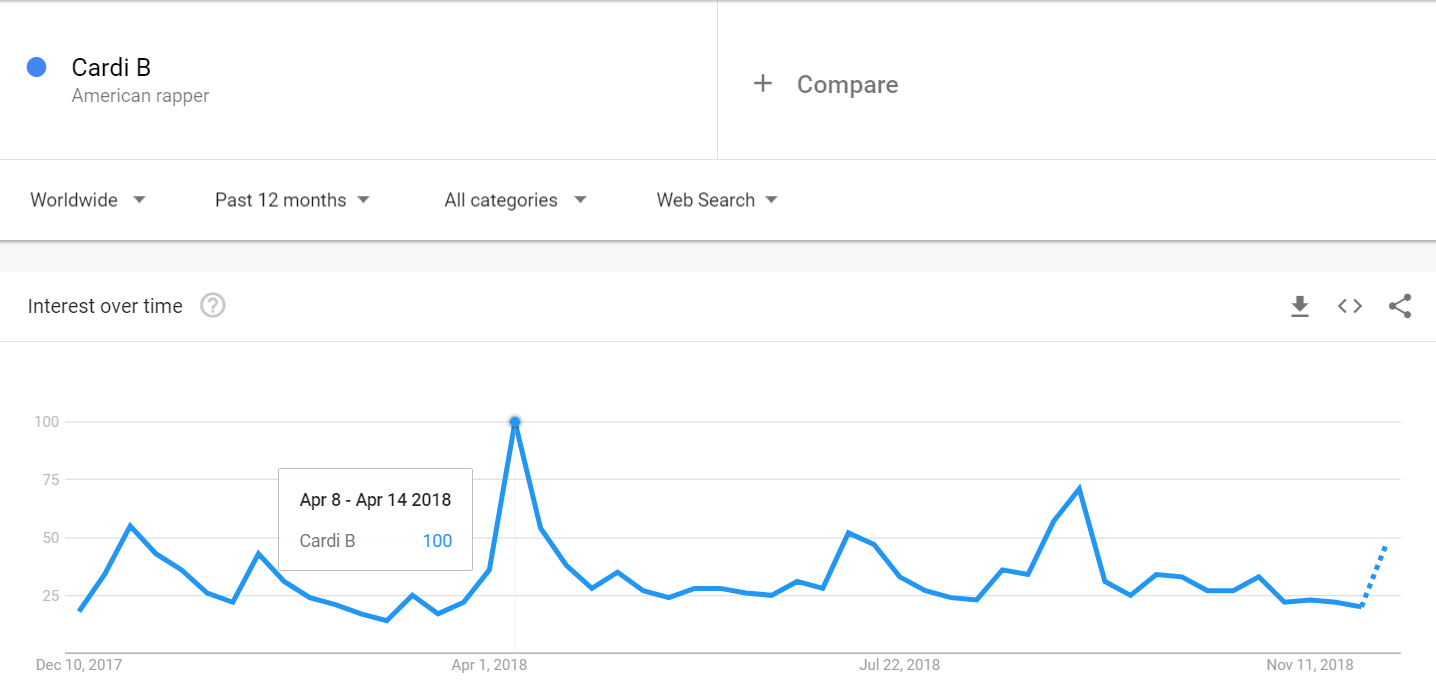 Cardi B
American rapper
+ Compare
Worldwide
Past 12 months
All categories
Web Search
Interest over time ?
100
75
50
25
Apr 8 - Apr 14 2018
Cardi B 100
Dec 10, 2017
Apr 1, 2018
Jul 22, 2018
Nov 11, 2018